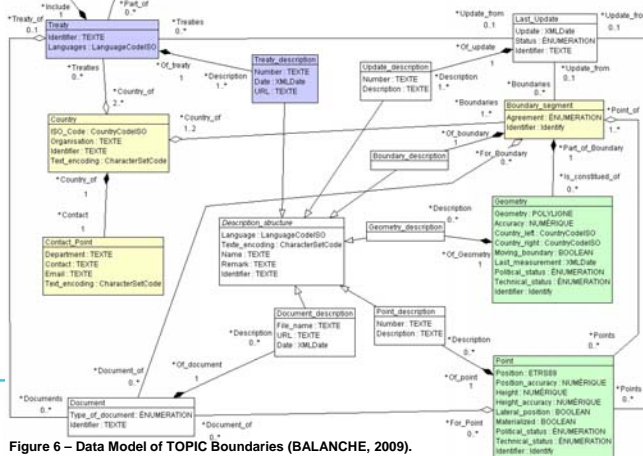 *Include
1
*Part_of
0..*
*Treaty_of
0..1
Treaty
Identifier : TEXTE
Languages : LanguageCodeISO
*Treaties
0..*
*Update_from
0..1
Last_Update
Update : XMLDate
Status : ÉNUMERATION
Identifier : TEXTE
*Update_fro
0..1
*Of_treaty
1
*Description
1..*
Treaty_description
Number : TEXTE
Date : XMLDate
URL : TEXTE
*Of_update
1
Update_description
Number : TEXTE
Description : TEXTE
*Description
1..*
*Update_from
0..1
*Boundaries
0..*
*Treaties
0..*
*Country_of
2..*
Country
ISO_Code : CountryCodeISO
Organisation : TEXTE
Identifier : TEXTE
Text_encoding : CharacterSetCode
*Country_of
1..2
*Boundaries
1..*
Boundary_segment
Agreement : ÉNUMERATION
Identifier : Identify
*Point_of
1..*
*Of_boundary
1
Boundary_description
*For_Boundary
0..*
*Part_of_Boundary
1
*Is_constitued_of
0..*
*Country_of
1
*Contact
1
Contact_Point
Department : TEXTE
Contact : TEXTE
Email : TEXTE
Text_encoding : CharacterSetCode
Description_structure
Language : LanguageCodeISO
Texte_encoding : CharacterSetCode
Name : TEXTE
Remark : TEXTE
Identifier : TEXTE
*Description
0..*
Geometry_description
*Of_Geometry
1
Geometry
Geometry : POLYLIGNE
Accuracy : NUMÉRIQUE
Country_left : CountryCodeISO
Country_right : CountryCodeISO
Moving_boundary : BOOLEAN
Last_measurement : XMLDate
Political_status : ÉNUMERATION
Technical_status : ÉNUMERATION
Identifier : Identify
Document_description
File_name : TEXTE
URL : TEXTE
Date : XMLDate
Point_description
Number : TEXTE
Description : TEXTE
*Description
0..*
*Of_document
1
*Description
0..*
*Of_point
1
*Points
0..*
Point
Position : ETRS89
Position_accuracy : NUMÉRIQUE
Height : NUMÉRIQUE
Height_accuracy : NUMÉRIQUE
Lateral_position : BOOLEAN
Materialized : BOOLEAN
Political_status : ÉNUMERATION
Technical_status : ÉNUMERATION
Identifier : Identify
*Points
0..*
*Document_of
0..*
*Documents
0..*
Document
Type_of_document : ÉNUMERATION
Identifier : TEXTE
*Document_of
0..*
*For_Point
0..*
Figure 6 – Data Model of TOPIC Boundaries (BALANCHE, 2009).